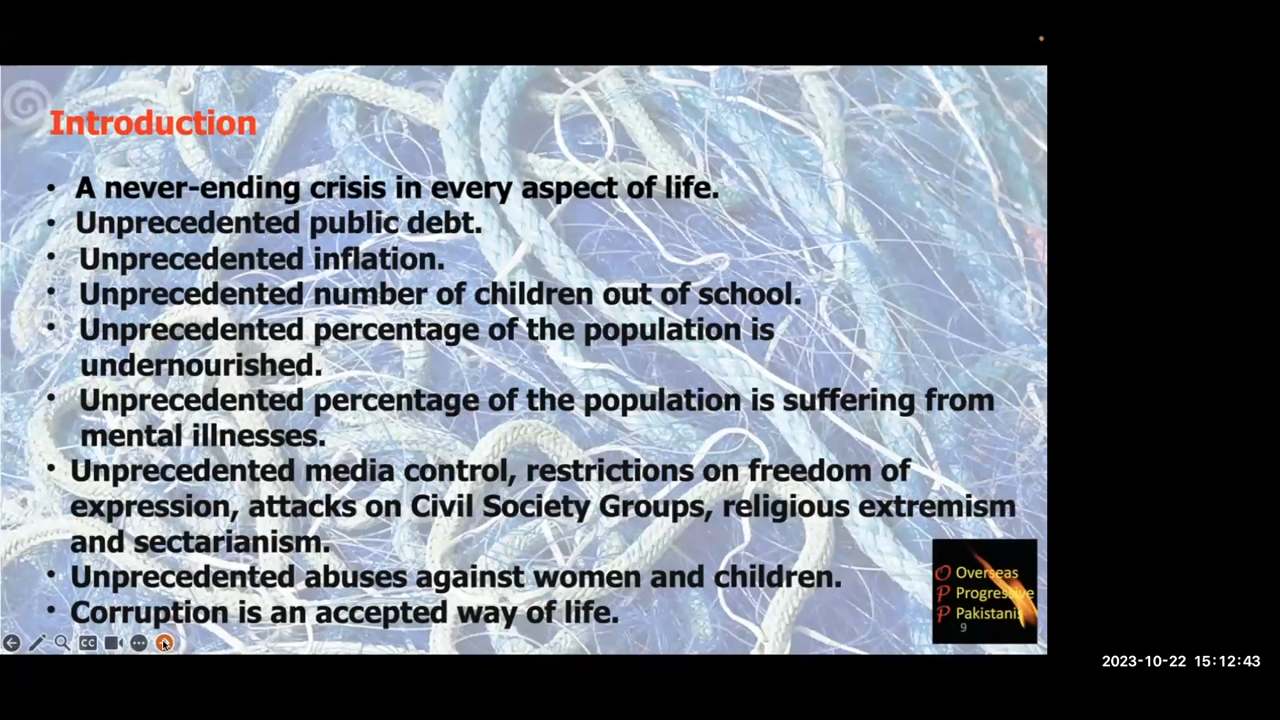 Introduction
• A never-ending crisis in every aspect of life.
• Unprecedented public debt.
• Unprecedented inflation.
• Unprecedented number of children out of school.
• Unprecedented percentage of the population is
undernourished.
• Unprecedented percentage of the population is suffering from
mental illnesses.
• Unprecedented media control, restrictions on freedom of
expression, attacks on Civil Society Groups, religious extremism
and sectarianism.
• Unprecedented abuses against women and children.
• Corruption is an accepted way of life.
O Overseas
P Progressive
P Pakistanis
9
CC
2023-10-22 15:12:43